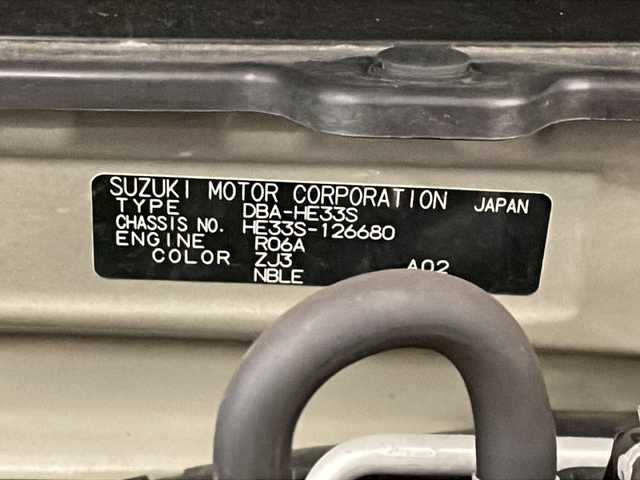 SUZUKI MOTOR CORPORATION JAPAN
TYPE DBA-HE33S
CHASSIS NO. HE33S-126680
ENGINE R06A
COLOR ZJ3 A02
NBLE